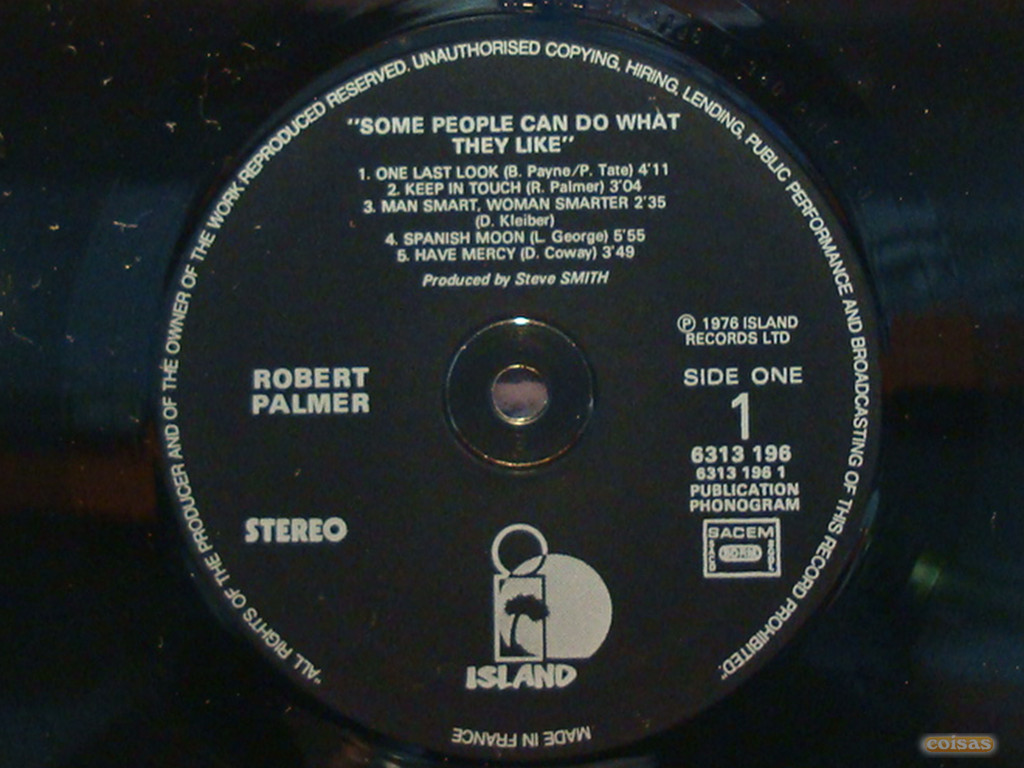 "ALL RIGHTS OF THE PRODUCER AND OF THE OWNER OF THE WORK REPRODUCED RESERVED. UNAUTHORISED COPYING, HIRING, LENDING, PUBLIC PERFORMANCE AND BROADCASTING OF THIS RECORD PROHIBITED."
"SOME PEOPLE CAN DO WHAT
THEY LIKE"
1. ONE LAST LOOK (B. Payne/P. Tate) 4'11
2. KEEP IN TOUCH (R. Palmer) 3'04
3. MAN SMART, WOMAN SMARTER 2'35
(D. Kleiber)
4. SPANISH MOON (L. George) 5'55
5. HAVE MERCY (D. Coway) 3'49
Produced by Steve SMITH
ROBERT
PALMER
Ⓟ 1976 ISLAND
RECORDS LTD
SIDE ONE
1
6313 196
6313 196 1
PUBLICATION
PHONOGRAM
STEREO
SACEM
SACD
SDRM
SGDL
ISLAND
MADE IN FRANCE
coisas